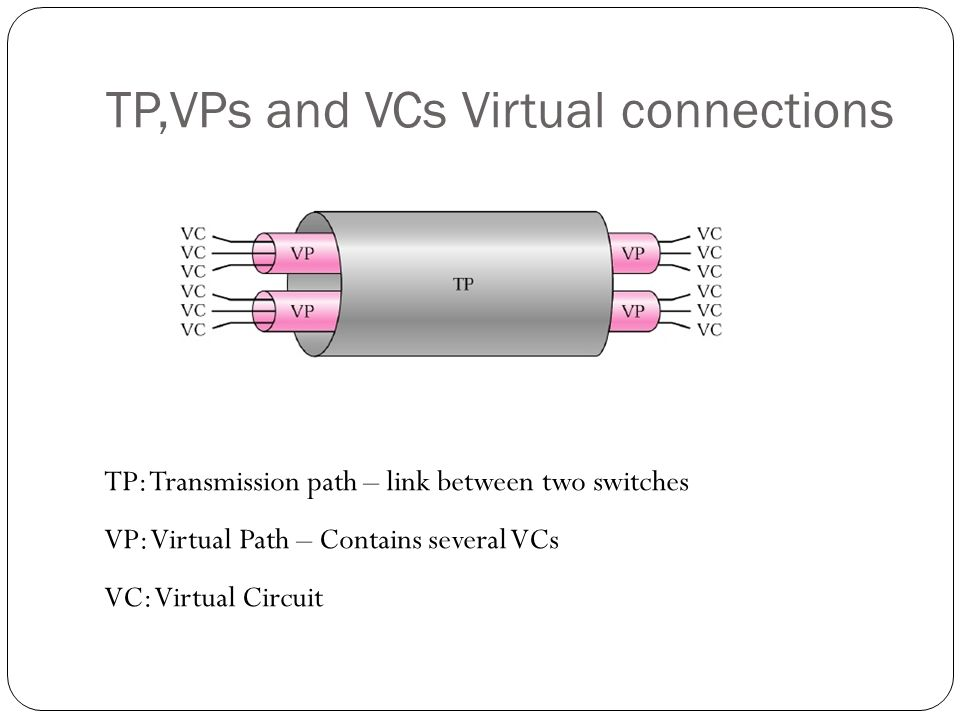 TP,VPs and VCs Virtual connections
VC
VC
VC
VP
VC
VC
VC
VP
TP
VP
VC
VC
VC
VP
VC
VC
VC
TP: Transmission path – link between two switches
VP: Virtual Path – Contains several VCs
VC: Virtual Circuit